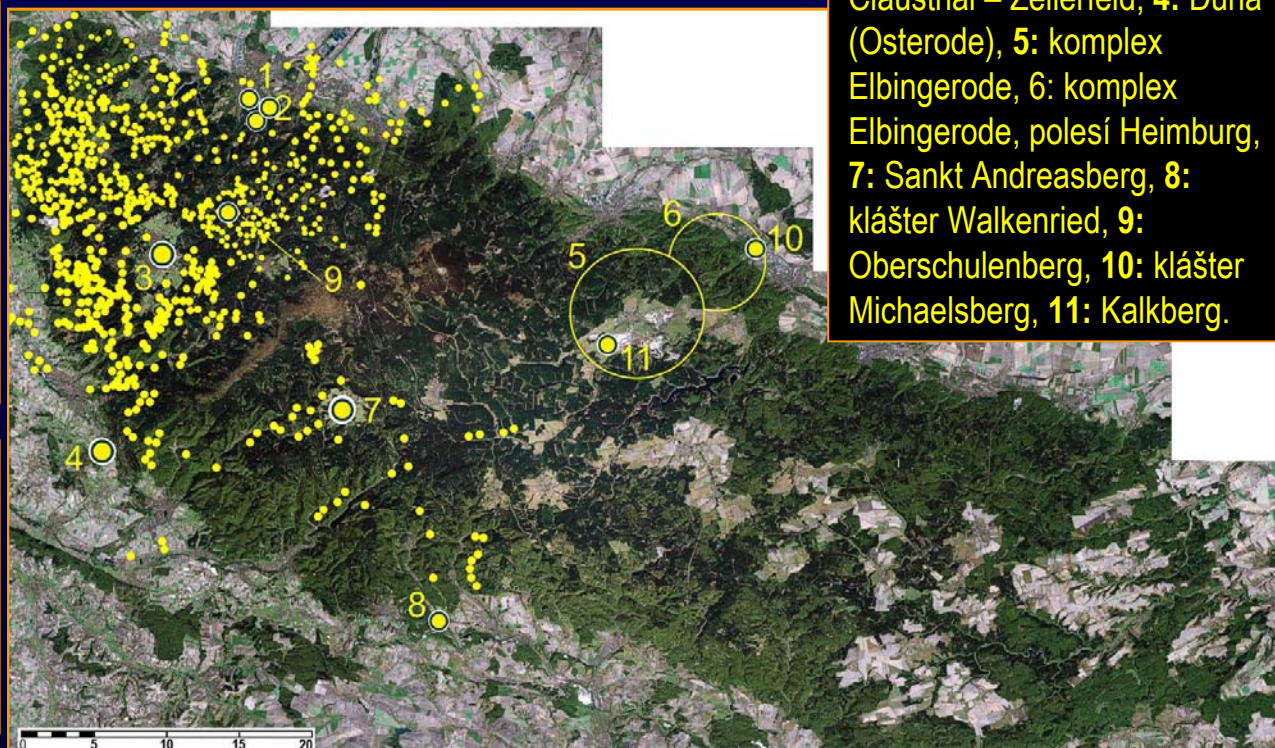 Clausthal – Zellerfeld, 4: Düna
(Osterode), 5: komplex
Elbingerode, 6: komplex
Elbingerode, polesí Heimburg,
7: Sankt Andreasberg, 8:
klášter Walkenried, 9:
Oberschulenberg, 10: klášter
Michaelsberg, 11: Kalkberg.
1
2
6
10
5
3
9
11
7
4
8
0 5 10 15 20